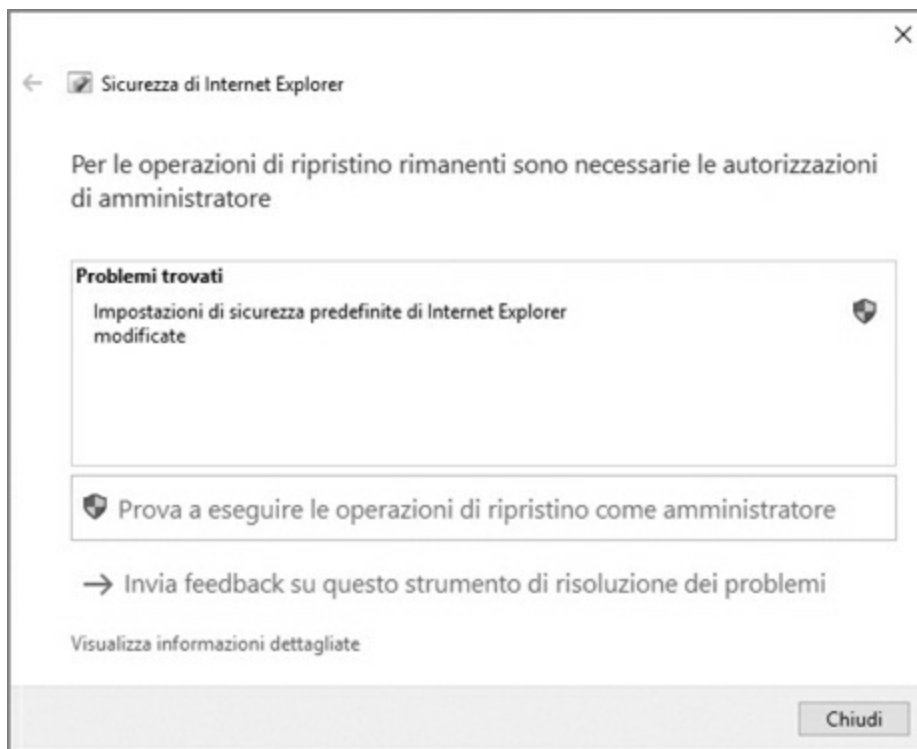 Sicurezza di Internet Explorer
Per le operazioni di ripristino rimanenti sono necessarie le autorizzazioni
di amministratore
Problemi trovati
Impostazioni di sicurezza predefinite di Internet Explorer
modificate
Prova a eseguire le operazioni di ripristino come amministratore
Invia feedback su questo strumento di risoluzione dei problemi
Visualizza informazioni dettagliate
Chiudi